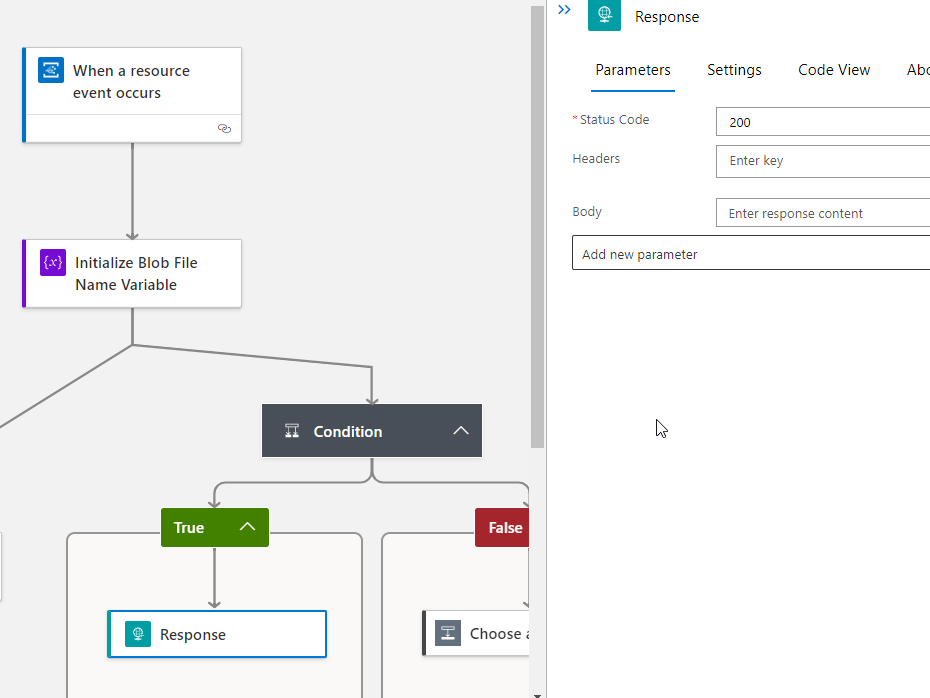 When a resource
event occurs
Initialize Blob File
Name Variable
Condition
True
False
Response
Choose a
Response
Parameters Settings Code View Abo
*Status Code 200
Headers Enter key
Body Enter response content
Add new parameter